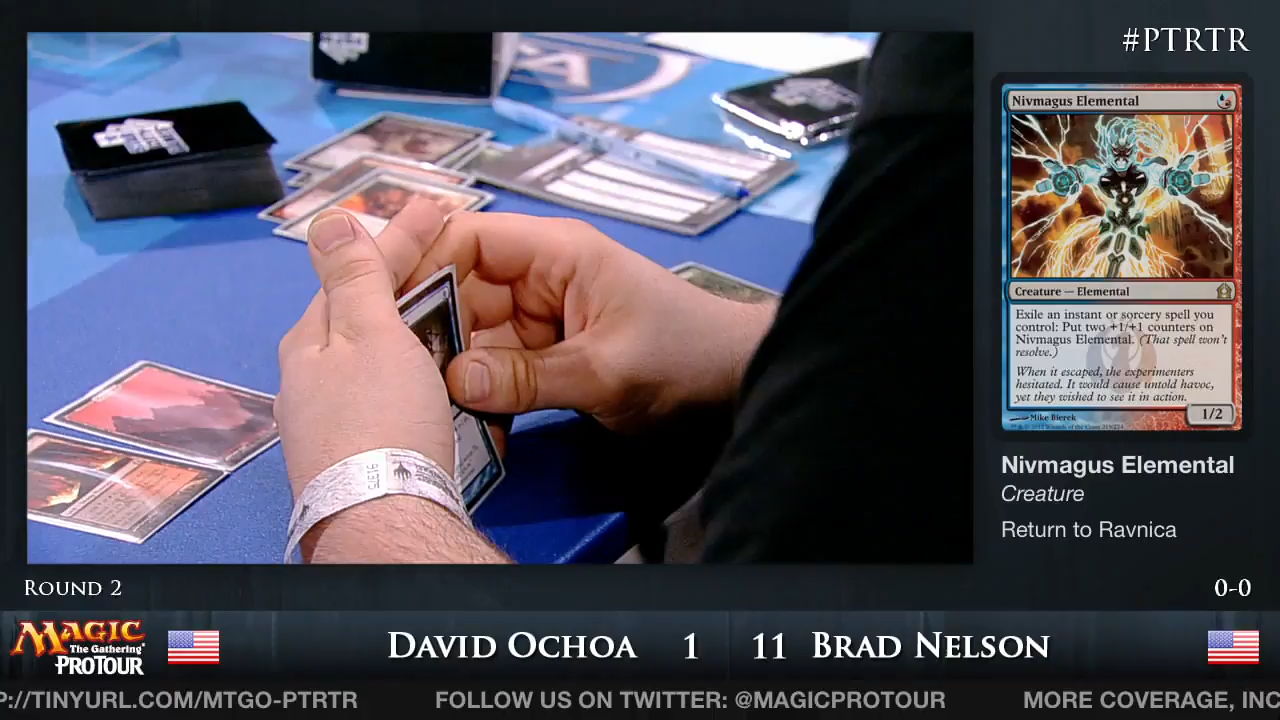 #PTRTR
Nivmagus Elemental
Creature — Elemental
Exile an instant or sorcery spell you
control: Put two +1/+1 counters on
Nivmagus Elemental. (That spell won't
resolve.)
When it escaped, the experimenters
hesitated. It would cause untold havoc,
yet they wished to see it in action.
1/2
Mike Bierek
Nivmagus Elemental
Creature
Return to Ravnica
Round 2
0-0
Magic
The Gathering
ProTour
David Ochoa 1
11 Brad Nelson
P://TINYURL.COM/MTGO-PTRTR FOLLOW US ON TWITTER: @MAGICPROTOUR MORE COVERAGE, INC